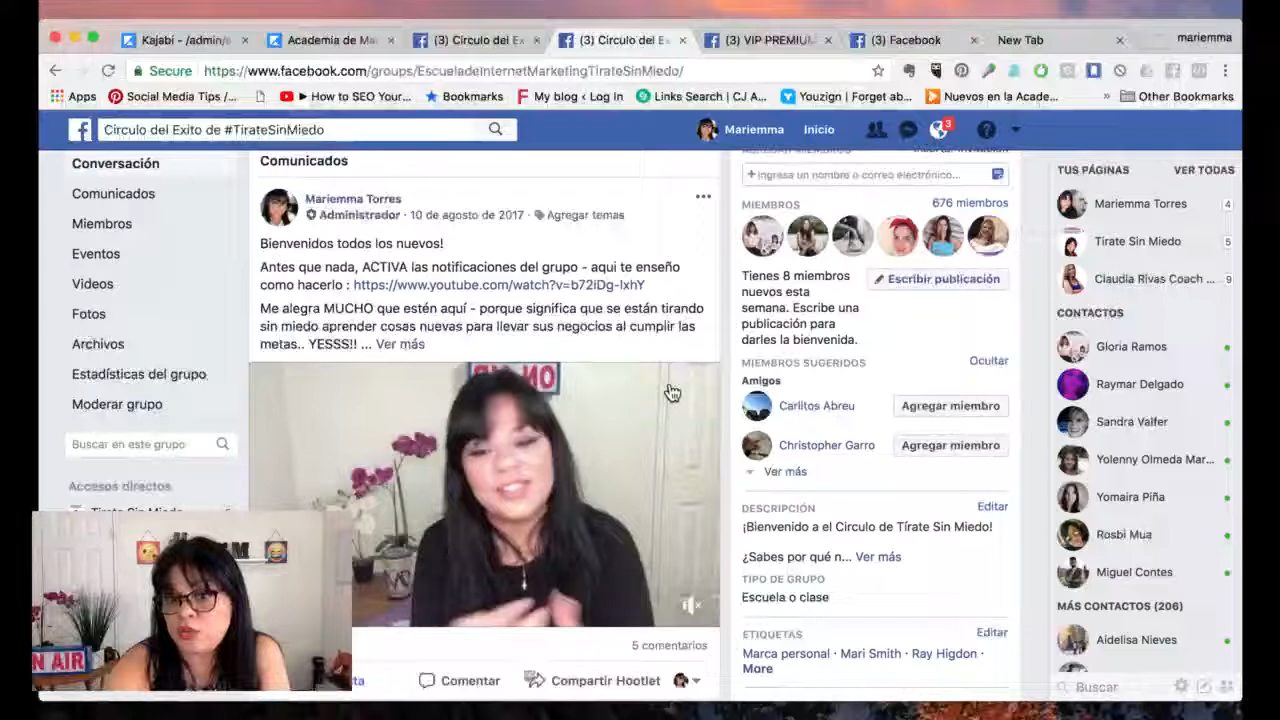 Kajabi - /admin/s
Academia de Ma
(3) Circulo del Ex
(3) Circulo del E
(3) VIP PREMIUM
(3) Facebook
New Tab
mariemma
Secure
https://www.facebook.com/groups/EscueladeInternetMarketingTirateSinMiedo/
Apps
Social Media Tips /...
How to SEO Your...
Bookmarks
My blog ‹ Log In
Links Search | CJ A...
Youzign | Forget ab...
Nuevos en la Acade...
»
Other Bookmarks
Circulo del Exito de #TirateSinMiedo
Mariemma
Inicio
3
Conversación
Comunicados
Miembros
Eventos
Videos
Fotos
Archivos
Estadísticas del grupo
Moderar grupo
Buscar en este grupo
Accesos directos
Comunicados
Mariemma Torres
Administrador · 10 de agosto de 2017 · Agregar temas
Bienvenidos todos los nuevos!
Antes que nada, ACTIVA las notificaciones del grupo - aqui te enseño
como hacerlo : https://www.youtube.com/watch?v=b72iDg-lxhY
Me alegra MUCHO que estén aquí - porque significa que se están tirando
sin miedo aprender cosas nuevas para llevar sus negocios al cumplir las
metas.. YESSS!! ... Ver más
N AIR
5 comentarios
Comentar
Compartir
Hootlet
+ Ingresa un nombre o correo electrónico...
MIEMBROS
676 miembros
Tienes 8 miembros
nuevos esta
semana. Escribe una
publicación para
darles la bienvenida.
Escribir publicación
MIEMBROS SUGERIDOS
Ocultar
Amigos
Carlitos Abreu
Agregar miembro
Christopher Garro
Agregar miembro
Ver más
DESCRIPCIÓN
Editar
¡Bienvenido a el Circulo de Tírate Sin Miedo!
¿Sabes por qué n... Ver más
TIPO DE GRUPO
Escuela o clase
ETIQUETAS
Editar
Marca personal · Mari Smith · Ray Higdon ·
More
TUS PÁGINAS
VER TODAS
Mariemma Torres
4
Tírate Sin Miedo
5
Claudia Rivas Coach ...
9
CONTACTOS
Gloria Ramos
Raymar Delgado
Sandra Valfer
Yolenny Olmeda Mar...
Yomaira Piña
Rosbi Mua
Miguel Contes
MÁS CONTACTOS (206)
Aidelisa Nieves
Buscar